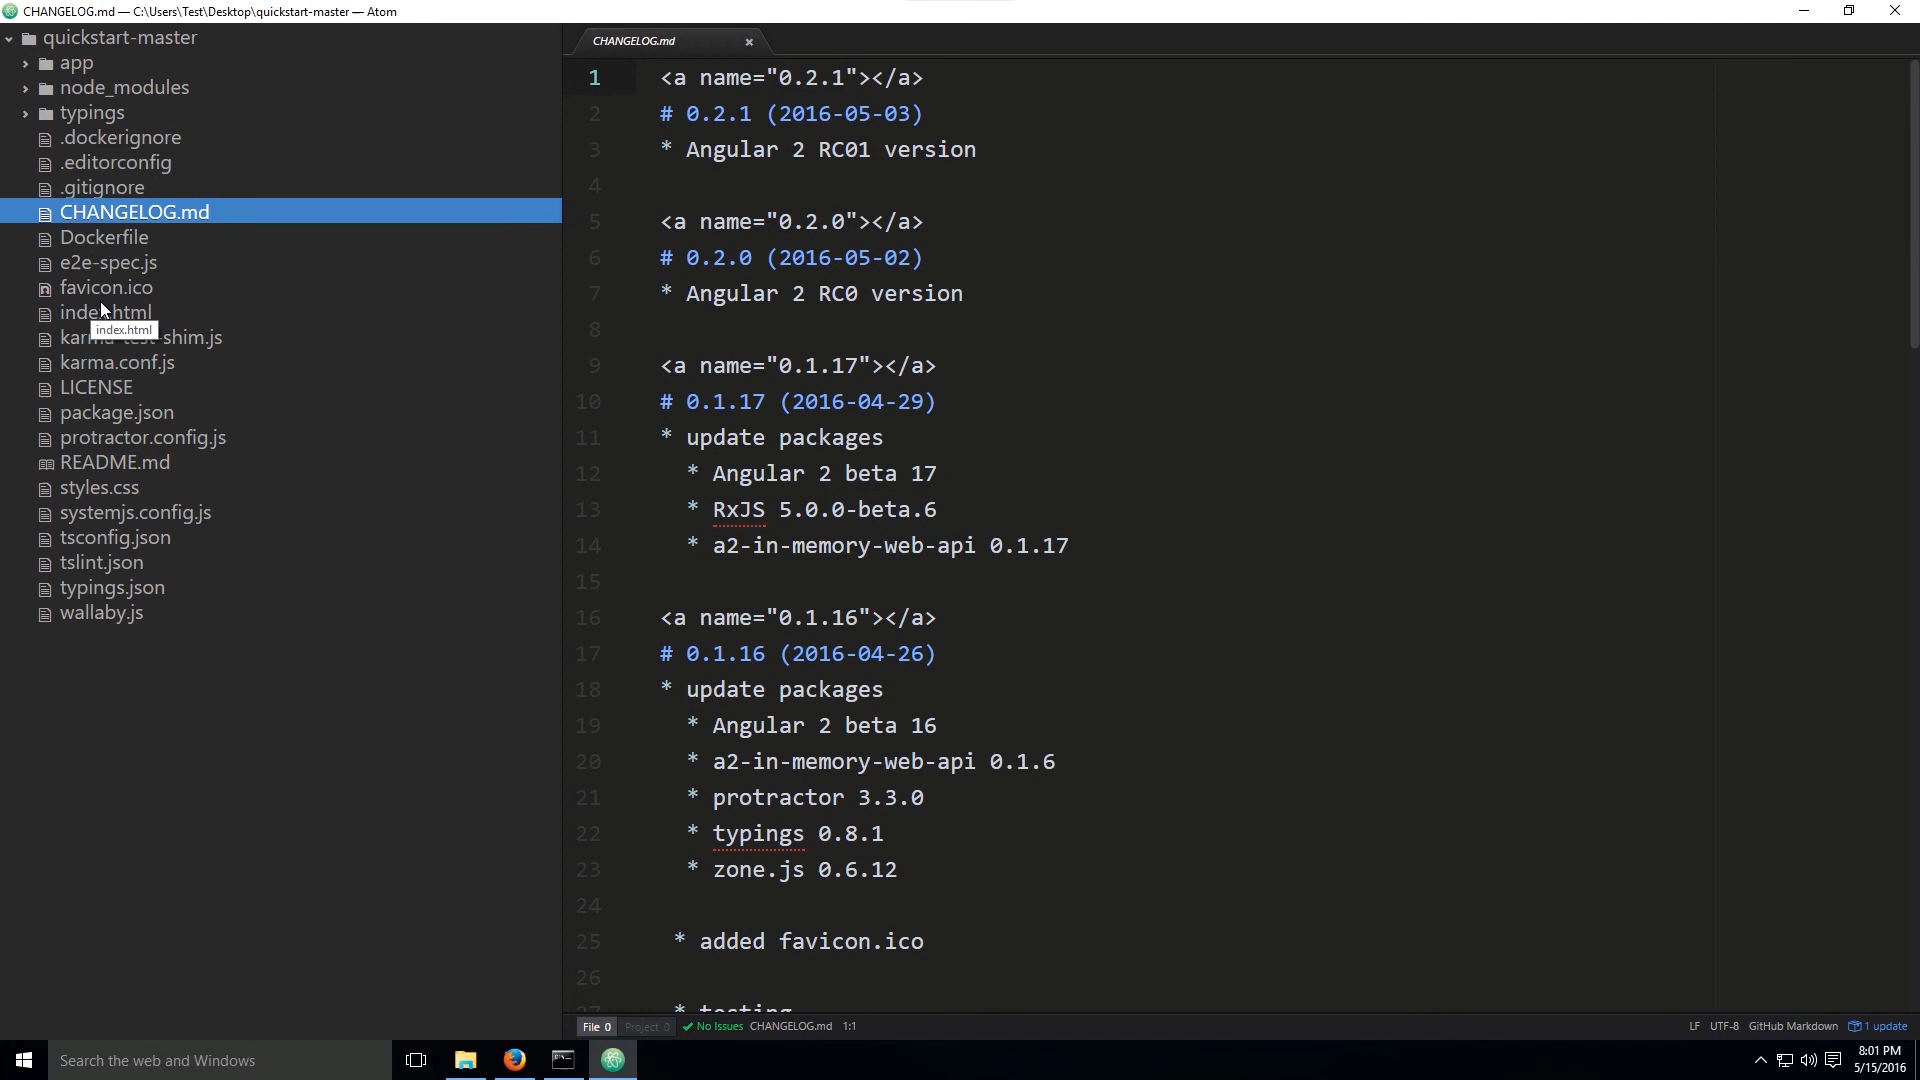 CHANGELOG.md — C:\Users\Test\Desktop\quickstart-master — Atom
quickstart-master
app
node_modules
typings
.dockerignore
.editorconfig
.gitignore
CHANGELOG.md
Dockerfile
e2e-spec.js
favicon.ico
index.html
index.html
karma-test-shim.js
karma.conf.js
LICENSE
package.json
protractor.config.js
README.md
styles.css
systemjs.config.js
tsconfig.json
tslint.json
typings.json
wallaby.js
CHANGELOG.md
1 <a name="0.2.1"></a>
2 # 0.2.1 (2016-05-03)
3 * Angular 2 RC01 version
4
5 <a name="0.2.0"></a>
6 # 0.2.0 (2016-05-02)
7 * Angular 2 RC0 version
8
9 <a name="0.1.17"></a>
10 # 0.1.17 (2016-04-29)
11 * update packages
12 * Angular 2 beta 17
13 * RxJS 5.0.0-beta.6
14 * a2-in-memory-web-api 0.1.17
15
16 <a name="0.1.16"></a>
17 # 0.1.16 (2016-04-26)
18 * update packages
19 * Angular 2 beta 16
20 * a2-in-memory-web-api 0.1.6
21 * protractor 3.3.0
22 * typings 0.8.1
23 * zone.js 0.6.12
24
25 * added favicon.ico
26
27 * testing
File 0 Project 0 No Issues CHANGELOG.md 1:1
LF UTF-8 GitHub Markdown 1 update
Search the web and Windows
8:01 PM
5/15/2016